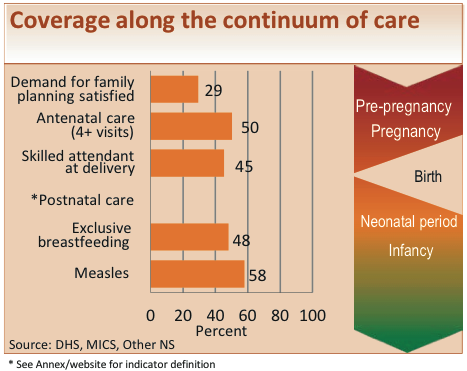 Coverage along the continuum of care
Demand for family
planning satisfied
29
Antenatal care
(4+ visits)
50
Skilled attendant
at delivery
45
*Postnatal care
Exclusive
breastfeeding
48
Measles
58
0 20 40 60 80 100
Percent
Pre-pregnancy
Pregnancy
Birth
Neonatal period
Infancy
Source: DHS, MICS, Other NS
* See Annex/website for indicator definition